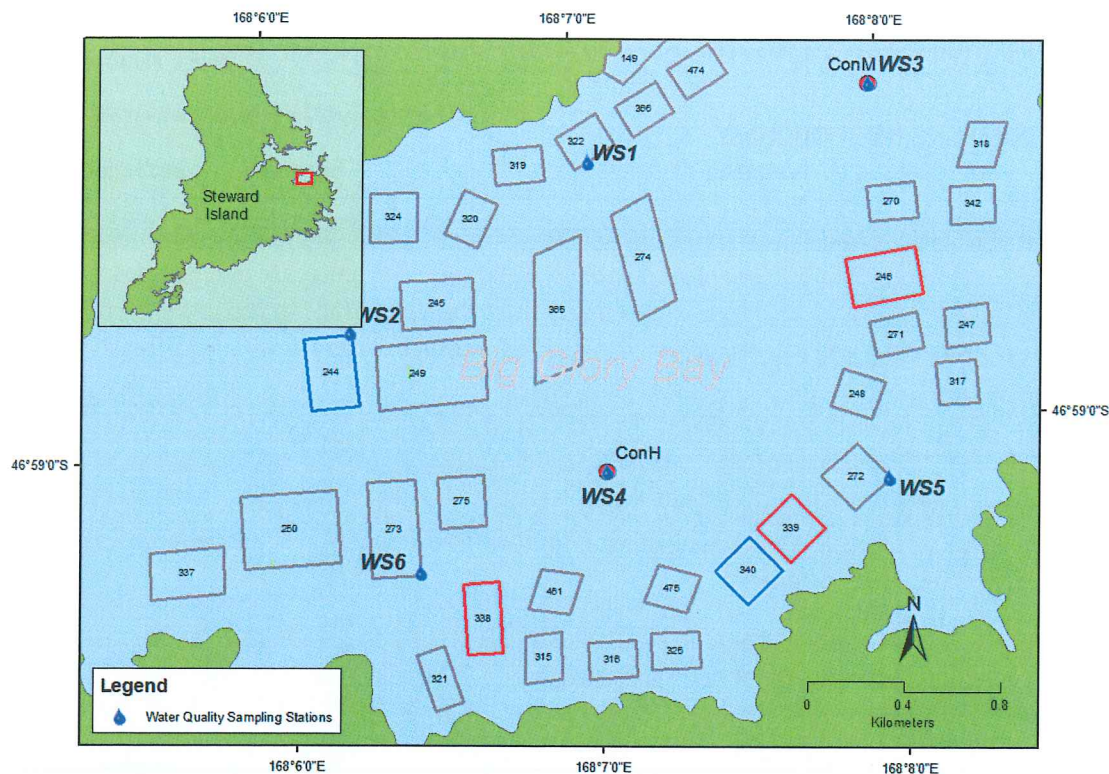 168°6'0"E
168°7'0"E
168°8'0"E
149
474
ConM WS3
366
322
WS1
319
318
Steward
Island
324
320
270
342
274
246
245
365
WS2
271
247
244
249
Big Glory Bay
317
248
46°59'0"S
46°59'0"S
ConH
WS4
272
WS5
275
250
273
339
WS6
340
337
461
475
338
N
315
316
325
321
Legend
Water Quality Sampling Stations
0
0.4
0.8
Kilometers
168°6'0"E
168°7'0"E
168°8'0"E